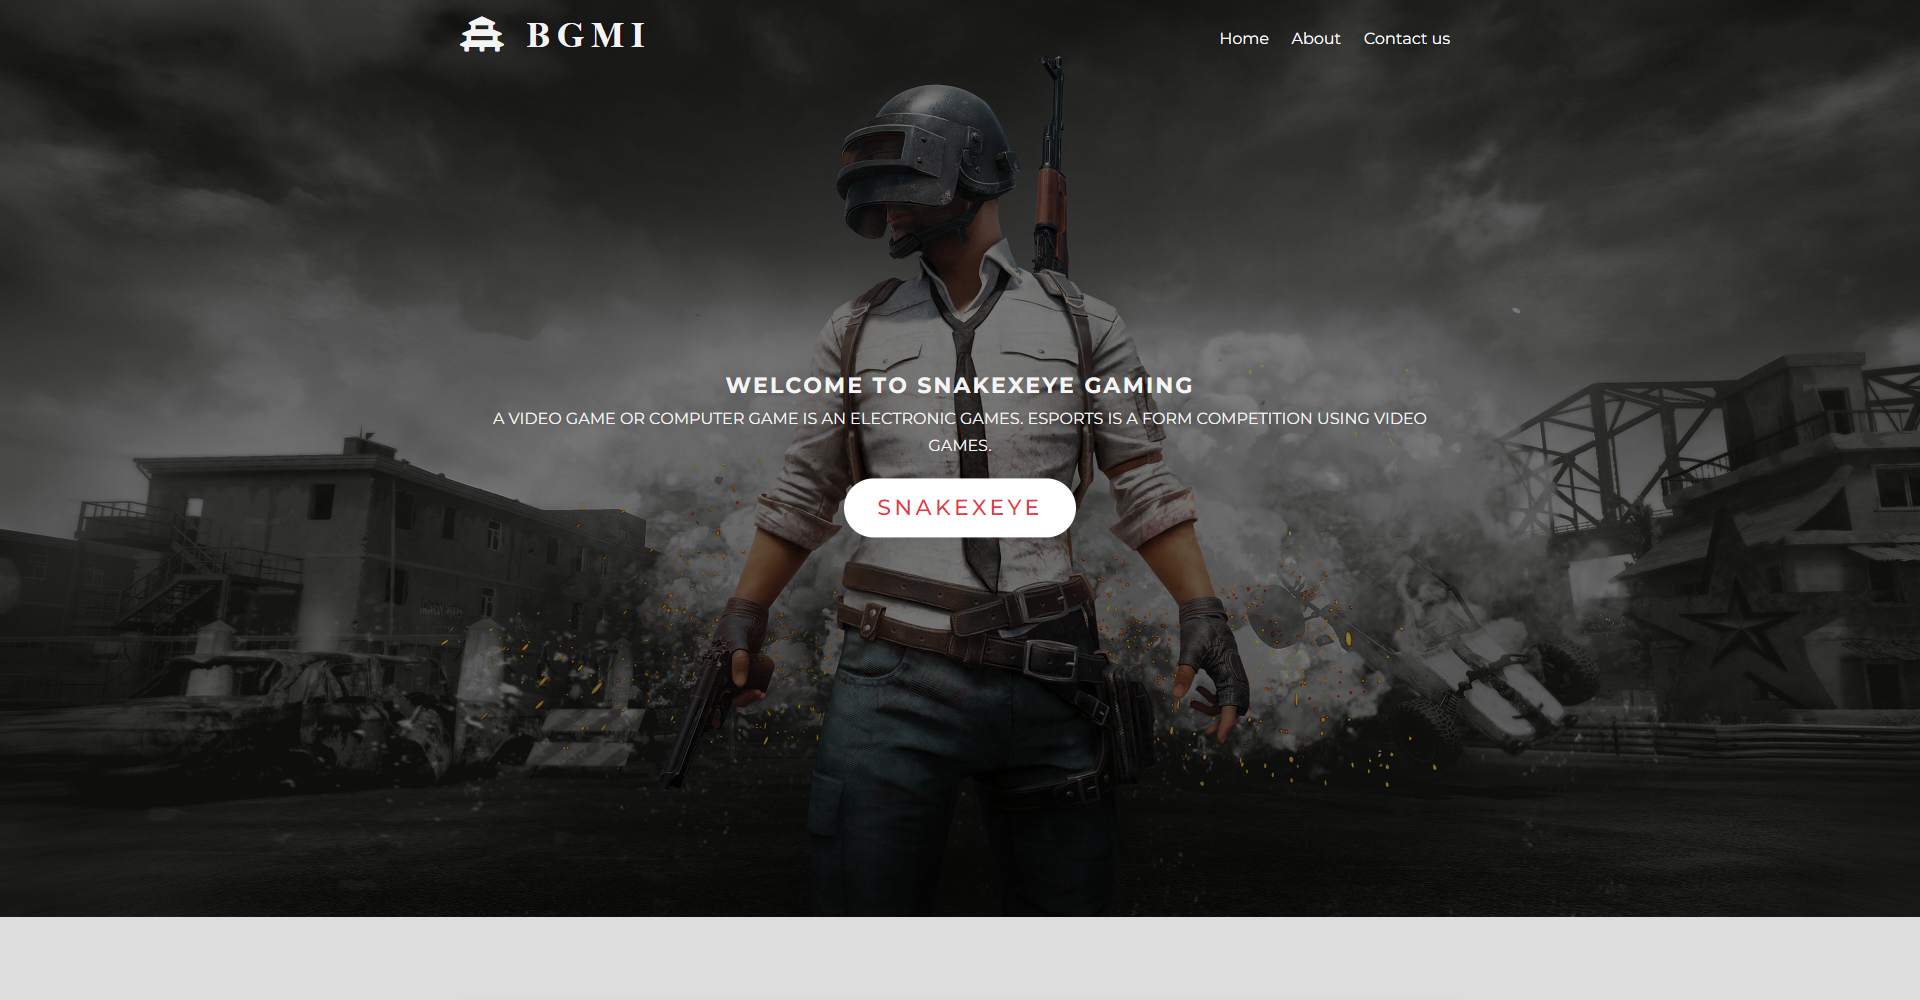 BGMI
Home About Contact us
WELCOME TO SNAKEXEYE GAMING
A VIDEO GAME OR COMPUTER GAME IS AN ELECTRONIC GAMES. ESPORTS IS A FORM COMPETITION USING VIDEO
GAMES.
SNAKEXEYE